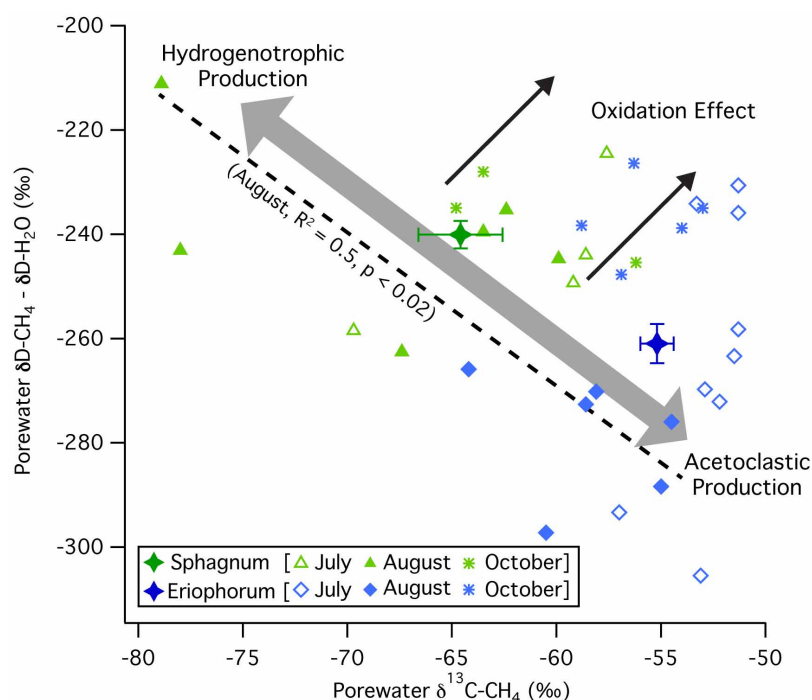 -200
-220
-240
-260
-280
-300
Porewater δD-CH₄ - δD-H₂O (‰)
Hydrogenotrophic
Production
Oxidation Effect
(August, R² = 0.5, p < 0.02)
Acetoclastic
Production
Sphagnum [ July August October]
Eriophorum [ July August October]
-80 -75 -70 -65 -60 -55 -50
Porewater δ¹³C-CH₄ (‰)